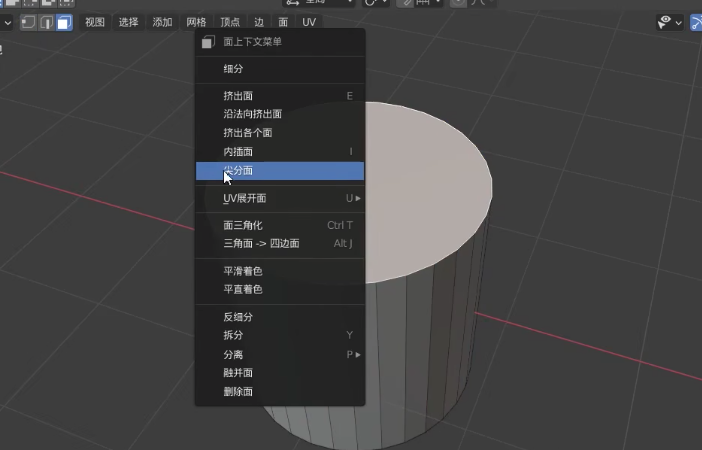 视图 选择 添加 网格 顶点 边 面 UV
面上下文菜单
细分
挤出面 E
沿法向挤出面
挤出各个面
内插面 I
尖分面
UV展开面 U
面三角化 Ctrl T
三角面 -> 四边面 Alt J
平滑着色
平直着色
反细分
拆分 Y
分离 P
融并面
删除面